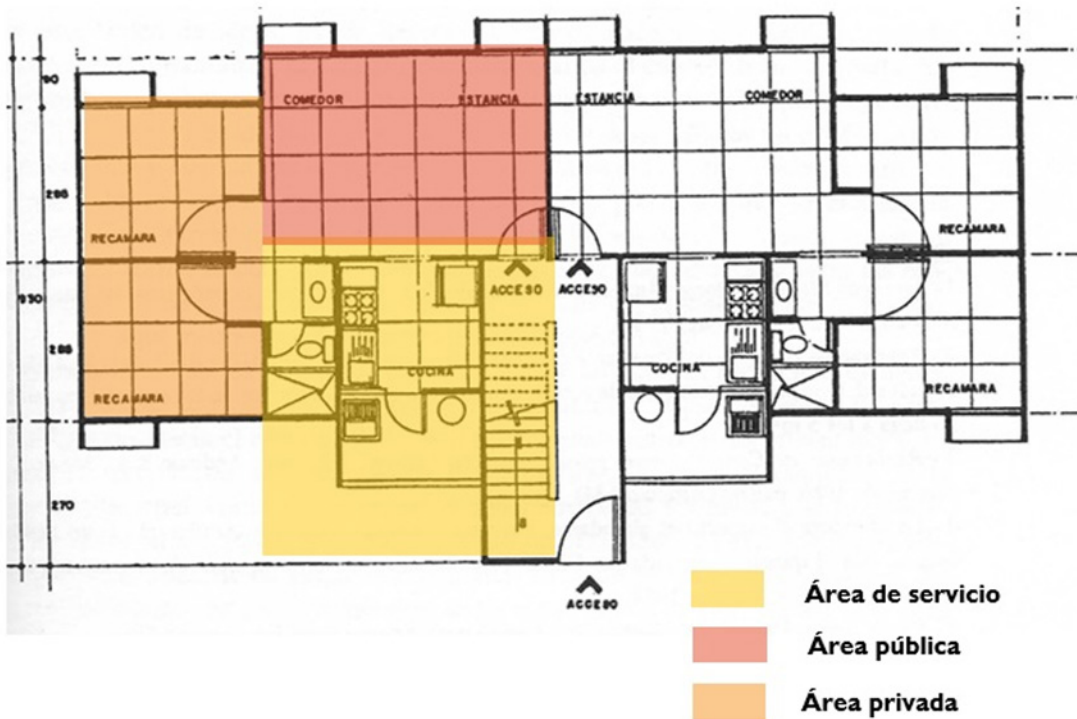 90
COMEDOR ESTANCIA ESTANCIA COMEDOR
285
RECAMARA RECAMARA
ACCESO ACCESO
930
285
COCINA COCINA
RECAMARA RECAMARA
270
ACCESO
Área de servicio
Área pública
Área privada